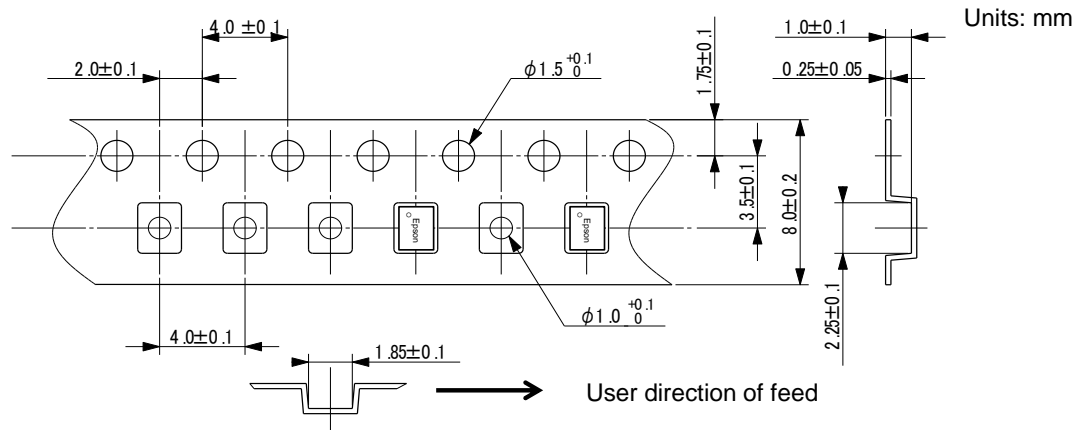 Units: mm
4.0 ±0.1
1.0±0.1
2.0±0.1
φ1.5 +0.1 0
1.75±0.1
0.25±0.05
3.5±0.1
8.0±0.2
Epson
Epson
2.25±0.1
φ1.0 +0.1 0
4.0±0.1
1.85±0.1
User direction of feed